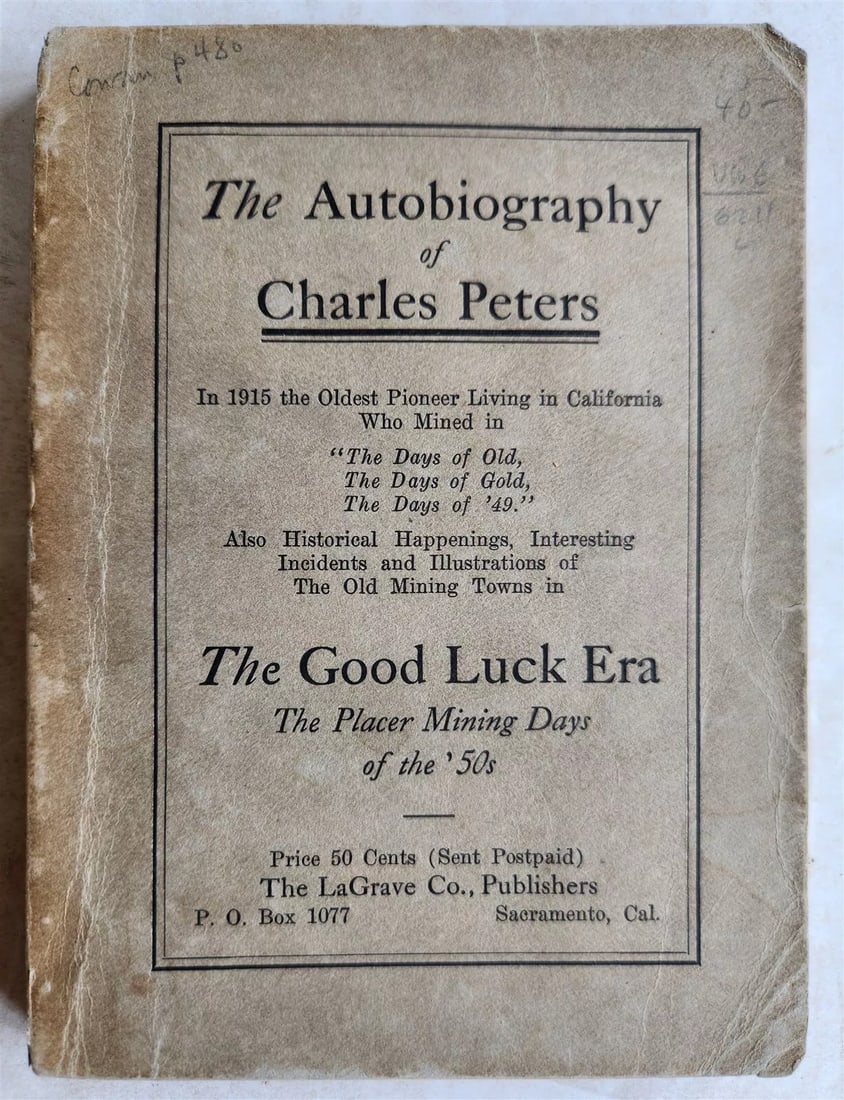 p 480
40 -
The Autobiography
of
Charles Peters
In 1915 the Oldest Pioneer Living in California
Who Mined in
"The Days of Old,
The Days of Gold,
The Days of '49."
Also Historical Happenings, Interesting
Incidents and Illustrations of
The Old Mining Towns in
The Good Luck Era
The Placer Mining Days
of the '50s
Price 50 Cents (Sent Postpaid)
The LaGrave Co., Publishers
P. O. Box 1077 Sacramento, Cal.